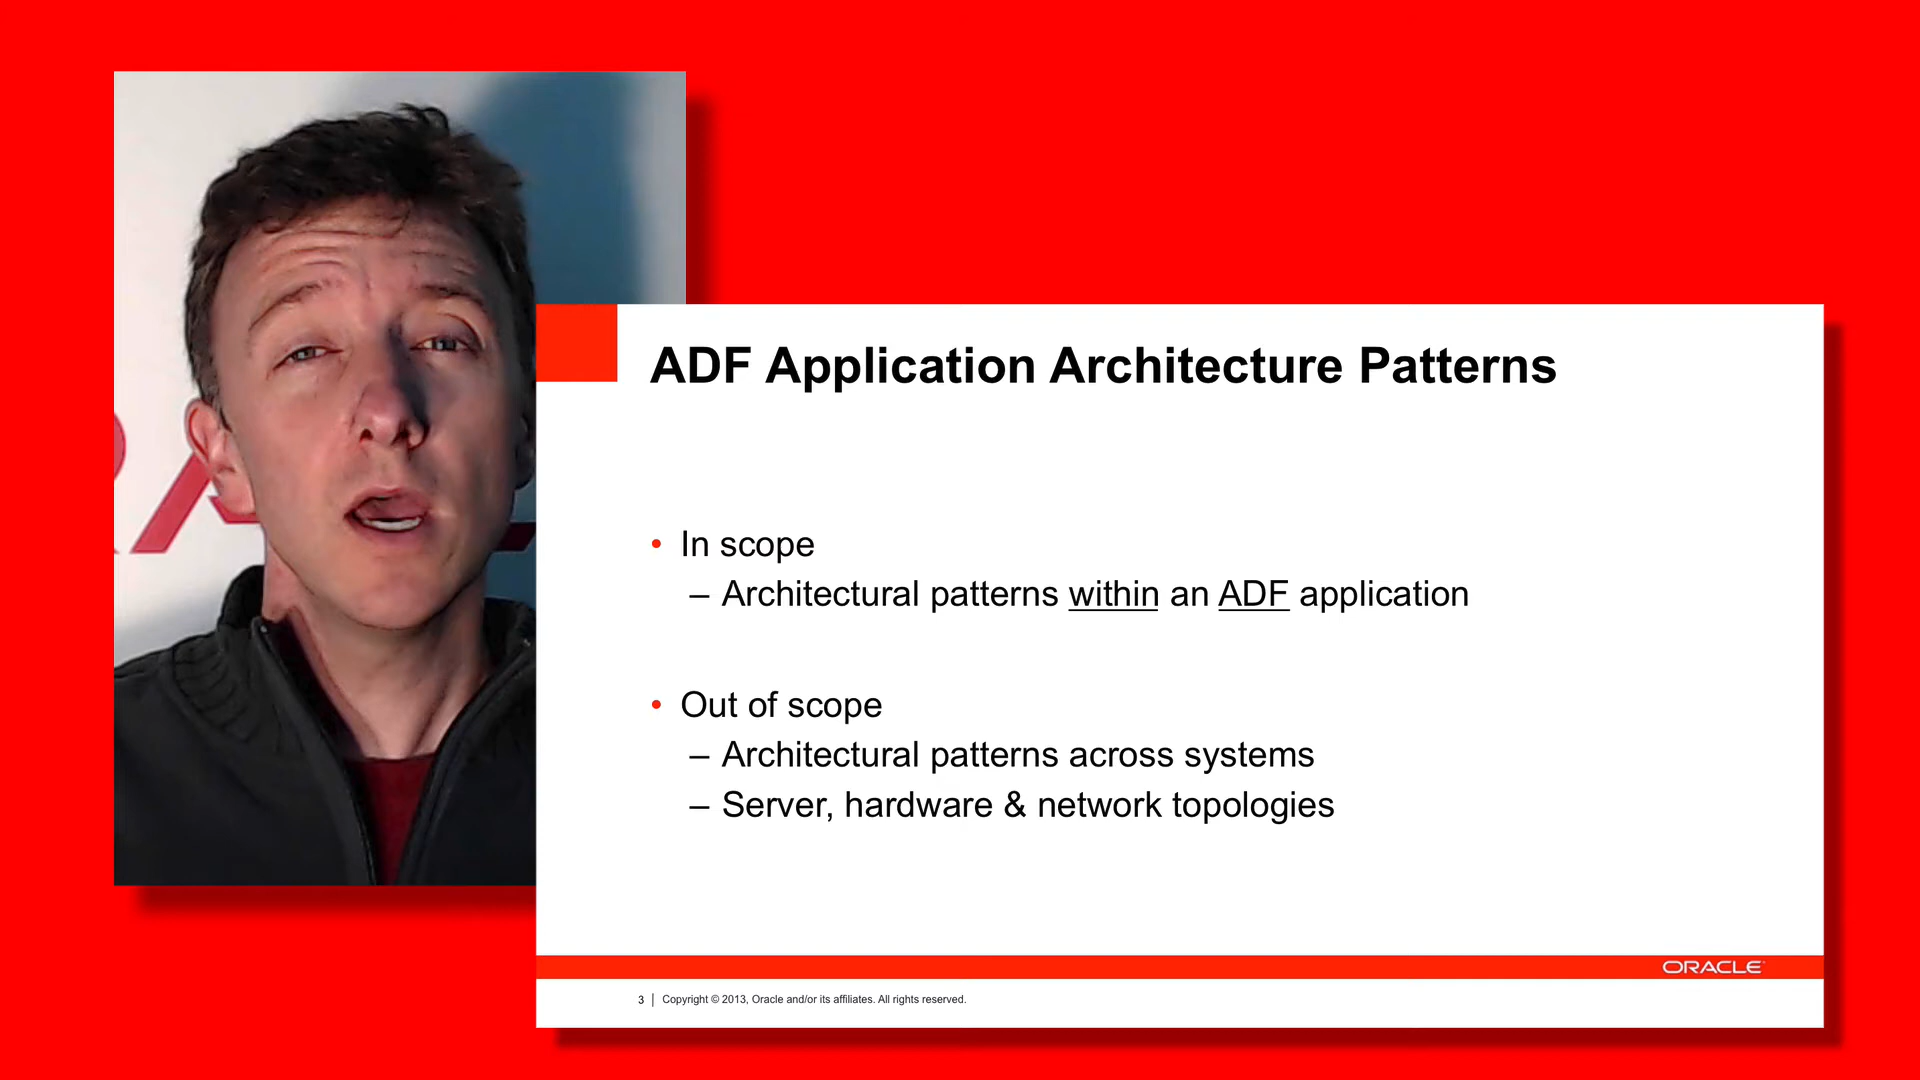 ADF Application Architecture Patterns
• In scope
– Architectural patterns within an ADF application
• Out of scope
– Architectural patterns across systems
– Server, hardware & network topologies
ORACLE
3 | Copyright © 2013, Oracle and/or its affiliates. All rights reserved.